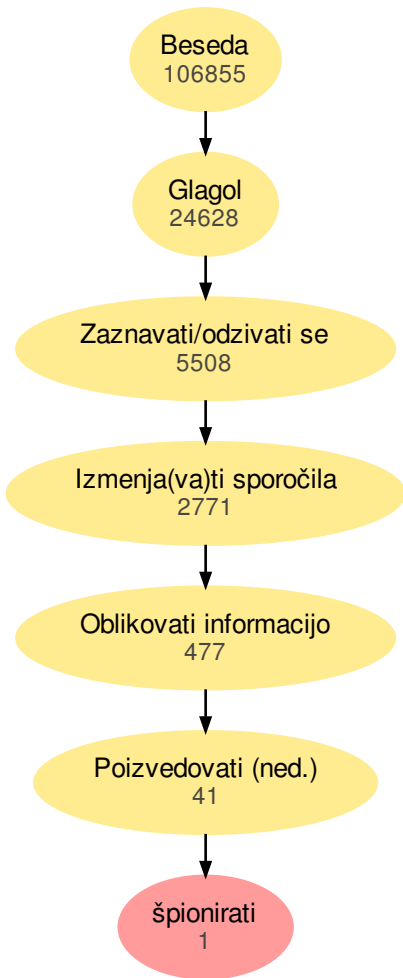 Beseda
106855
Glagol
24628
Zaznavati/odzivati se
5508
Izmenja(va)ti sporočila
2771
Oblikovati informacijo
477
Poizvedovati (ned.)
41
špionirati
1